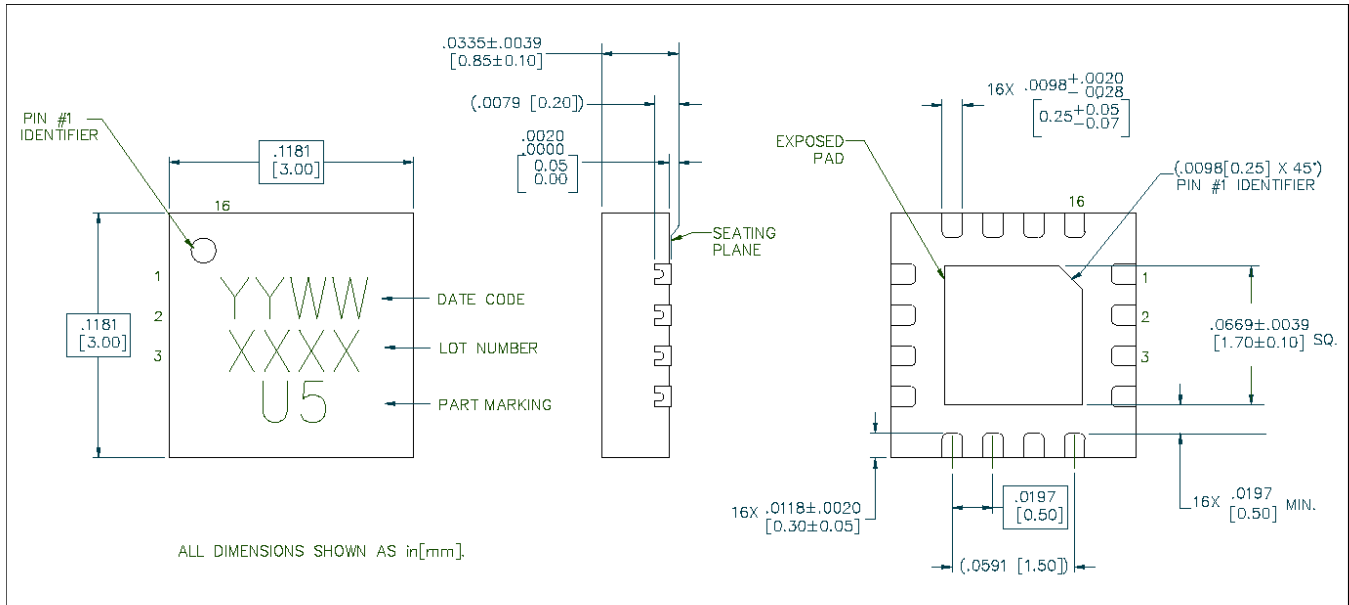 .0335±.0039
[0.85±0.10]
(.0079 [0.20])
.0020
.0000
[0.05
0.00]
16X .0098+.0020
-.0028
[0.25+0.05
-0.07]
PIN #1
IDENTIFIER
.1181
[3.00]
16
1
2
3
.1181
[3.00]
YYWW
XXXX
U5
DATE CODE
LOT NUMBER
PART MARKING
SEATING
PLANE
EXPOSED
PAD
(.0098[0.25] X 45°)
PIN #1 IDENTIFIER
16
1
2
3
.0669±.0039
[1.70±0.10] SQ.
16X .0118±.0020
[0.30±0.05]
.0197
[0.50]
16X .0197
[0.50] MIN.
(.0591 [1.50])
ALL DIMENSIONS SHOWN AS in[mm].